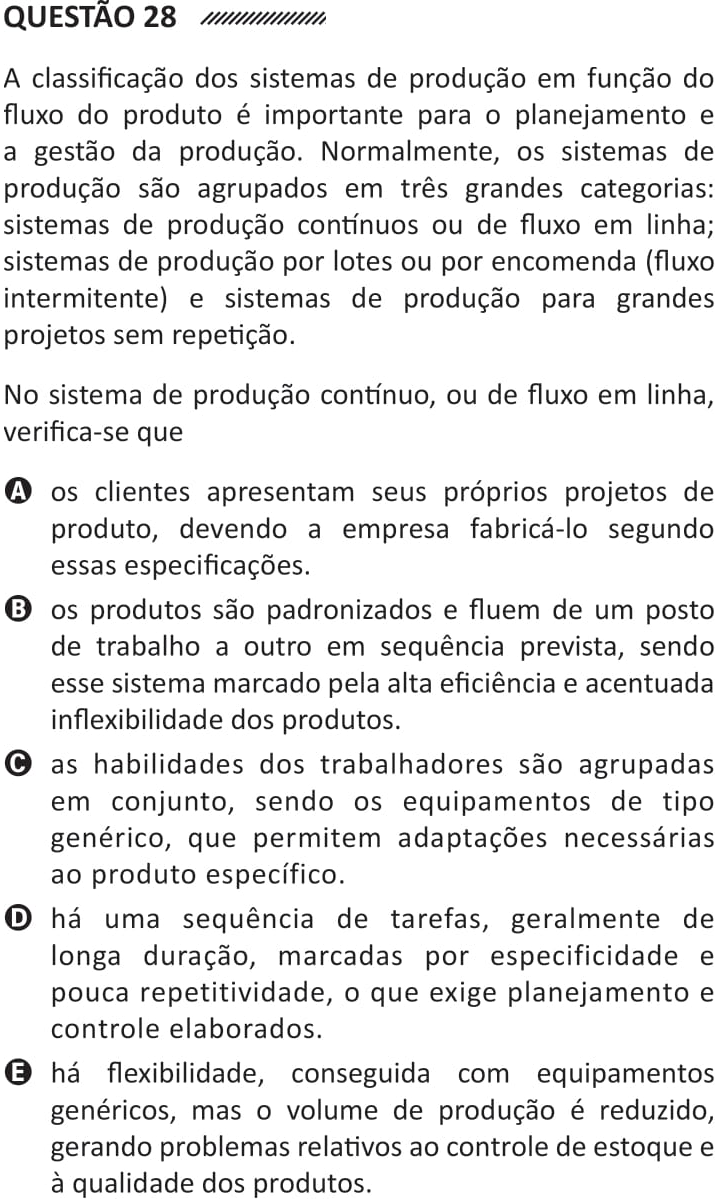 QUESTÃO 28
A classificação dos sistemas de produção em função do
fluxo do produto é importante para o planejamento e
a gestão da produção. Normalmente, os sistemas de
produção são agrupados em três grandes categorias:
sistemas de produção contínuos ou de fluxo em linha;
sistemas de produção por lotes ou por encomenda (fluxo
intermitente) e sistemas de produção para grandes
projetos sem repetição.
No sistema de produção contínuo, ou de fluxo em linha,
verifica-se que
A os clientes apresentam seus próprios projetos de
produto, devendo a empresa fabricá-lo segundo
essas especificações.
B os produtos são padronizados e fluem de um posto
de trabalho a outro em sequência prevista, sendo
esse sistema marcado pela alta eficiência e acentuada
inflexibilidade dos produtos.
C as habilidades dos trabalhadores são agrupadas
em conjunto, sendo os equipamentos de tipo
genérico, que permitem adaptações necessárias
ao produto específico.
D há uma sequência de tarefas, geralmente de
longa duração, marcadas por especificidade e
pouca repetitividade, o que exige planejamento e
controle elaborados.
E há flexibilidade, conseguida com equipamentos
genéricos, mas o volume de produção é reduzido,
gerando problemas relativos ao controle de estoque e
à qualidade dos produtos.